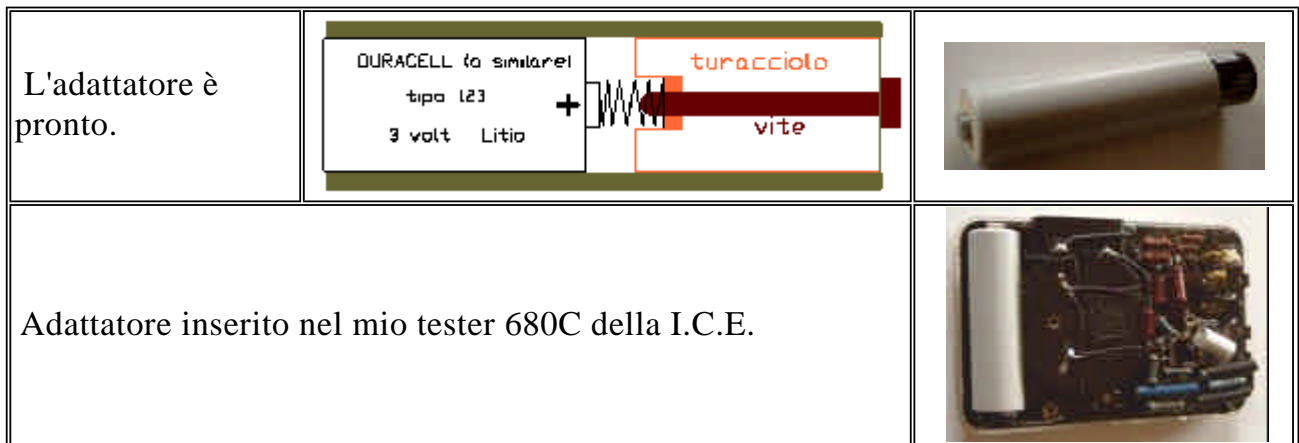 L'adattatore è
pronto.
DURACELL (o similare)
tipo 123
+
3 volt Litio
turacciolo
vite
Adattatore inserito nel mio tester 680C della I.C.E.